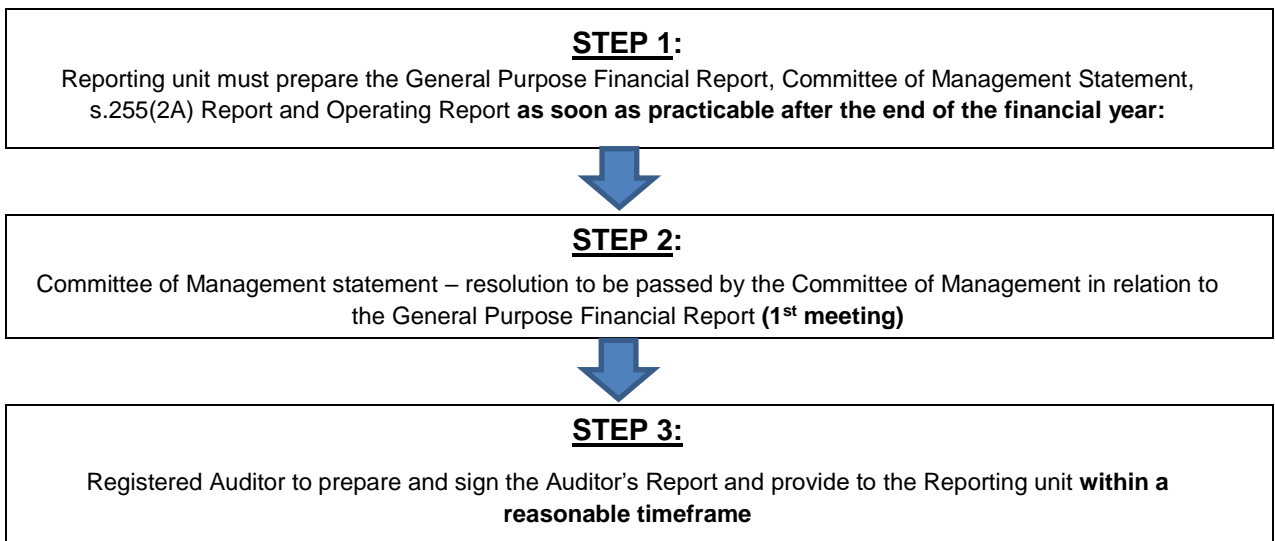 STEP 1:
Reporting unit must prepare the General Purpose Financial Report, Committee of Management Statement,
s.255(2A) Report and Operating Report as soon as practicable after the end of the financial year:
STEP 2:
Committee of Management statement – resolution to be passed by the Committee of Management in relation to
the General Purpose Financial Report (1st meeting)
STEP 3:
Registered Auditor to prepare and sign the Auditor’s Report and provide to the Reporting unit within a
reasonable timeframe